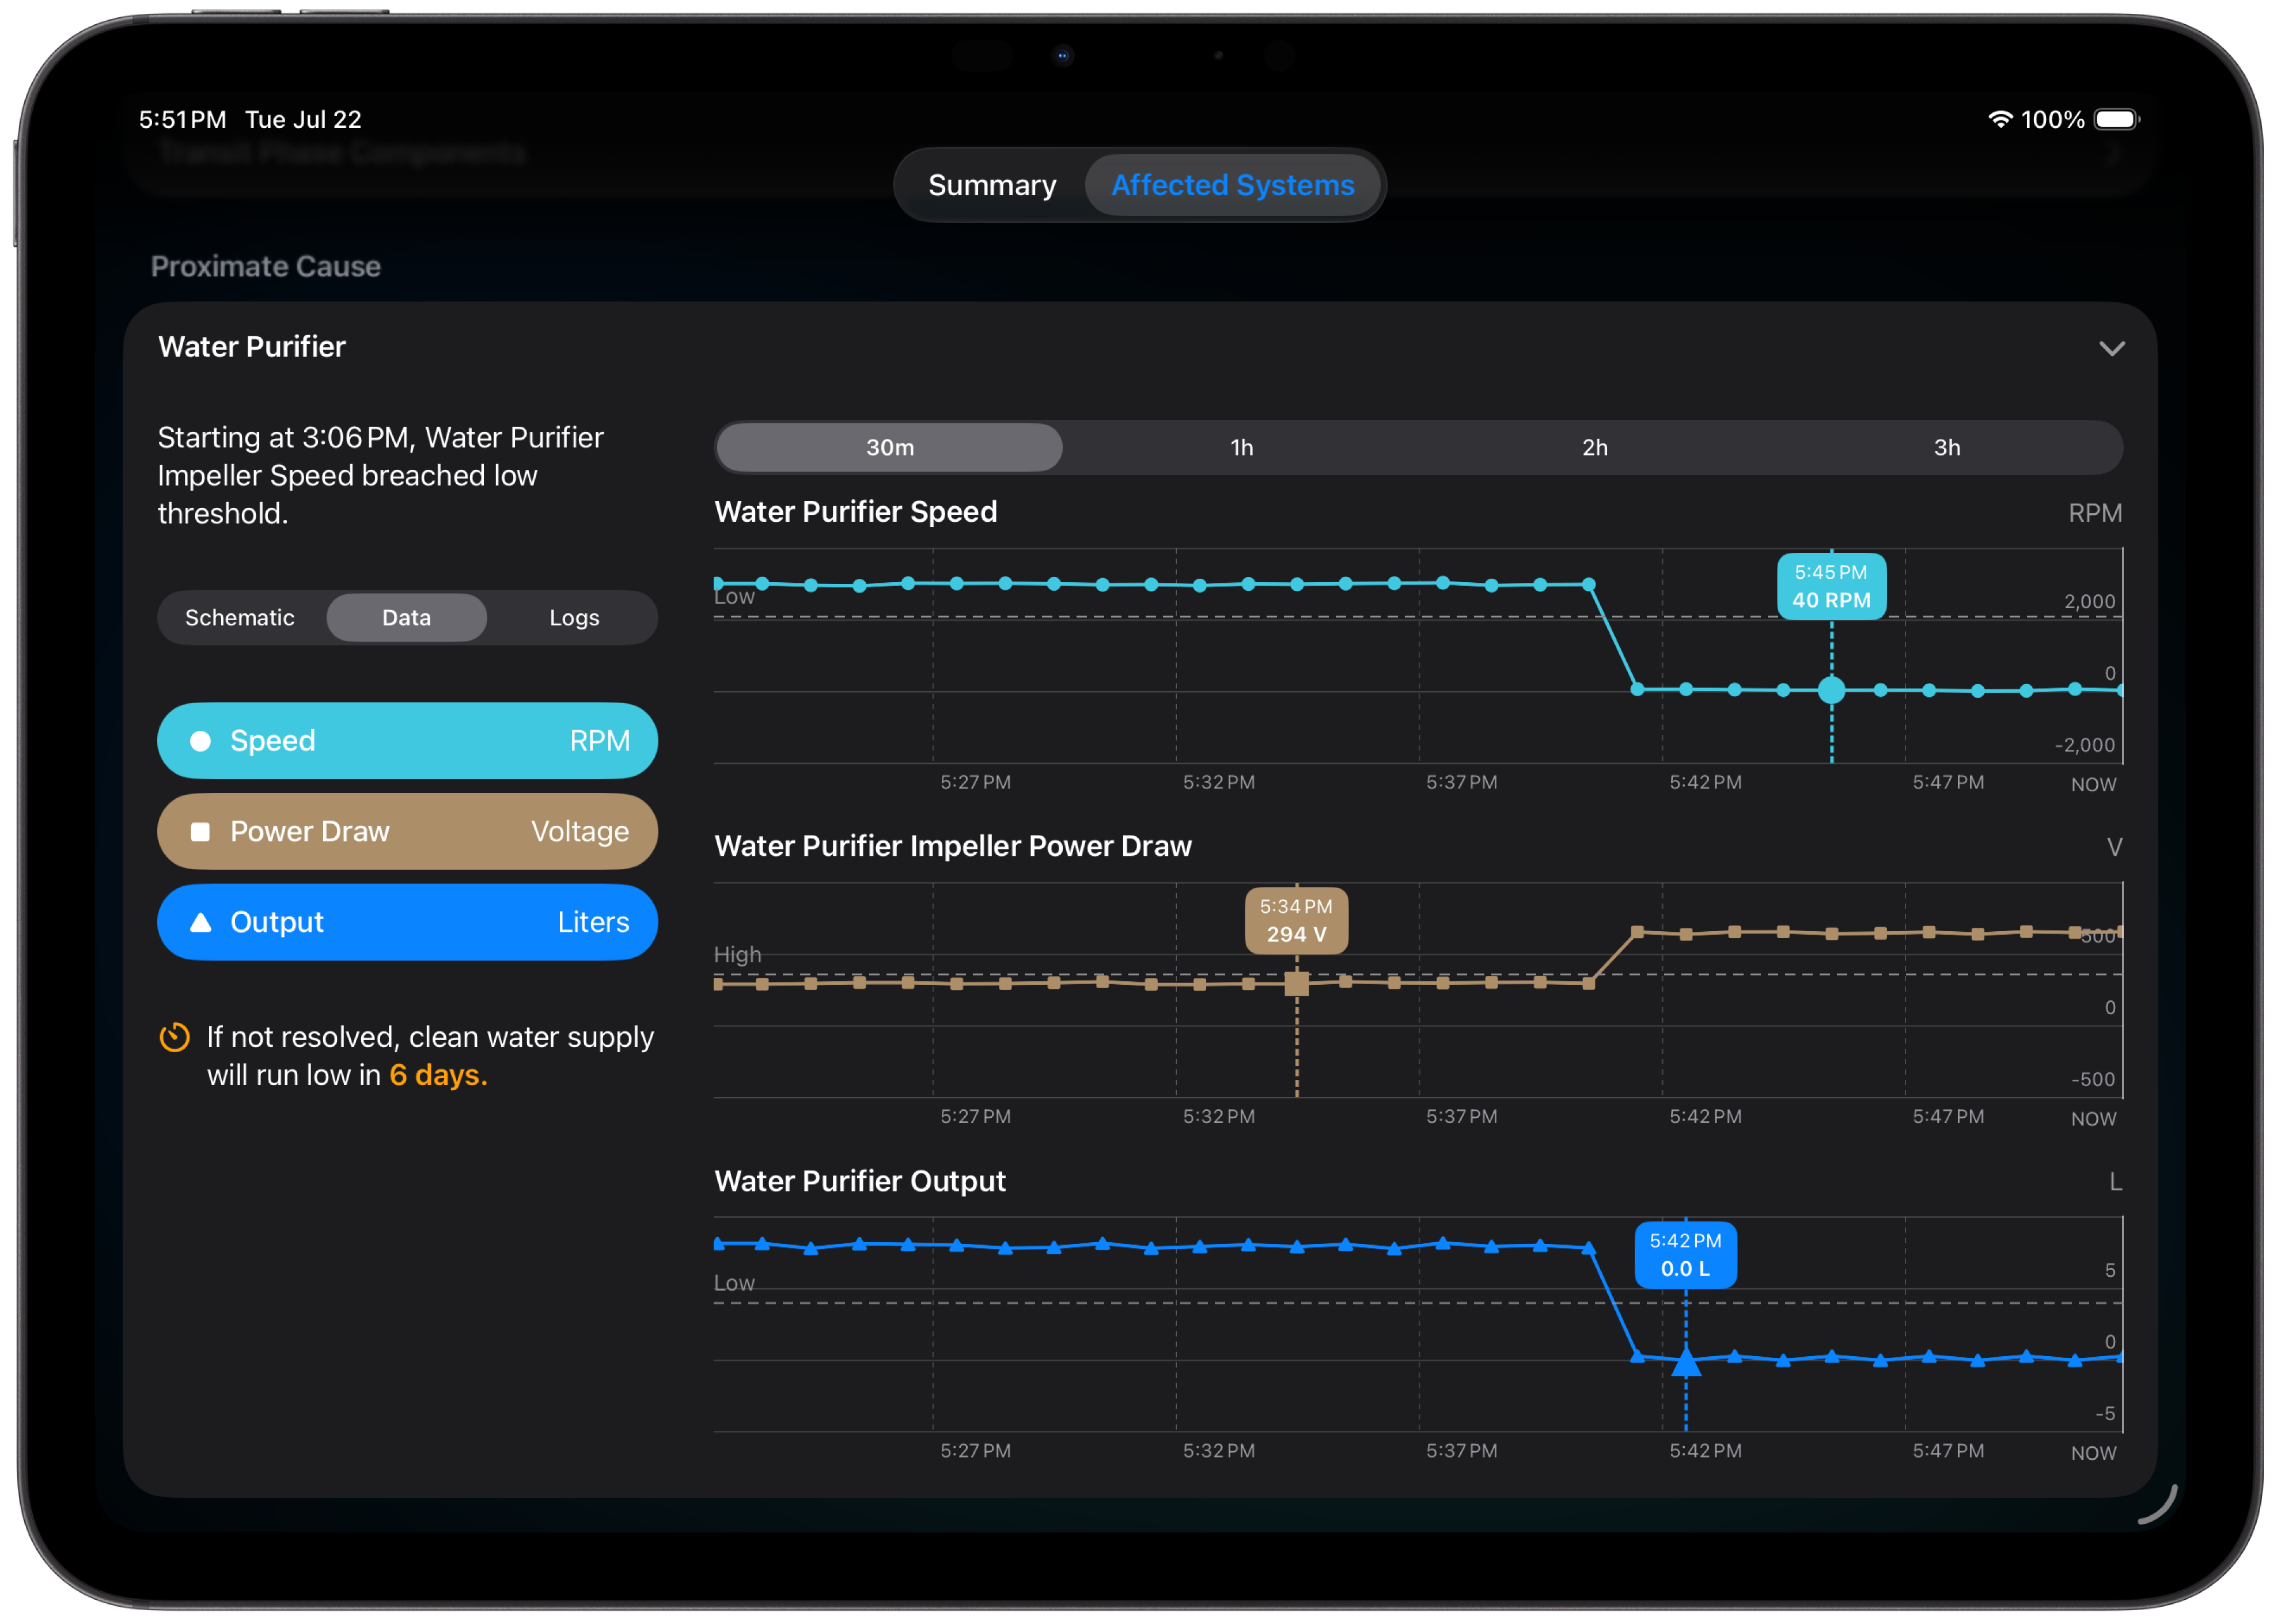 5:51 PM Tue Jul 22
100%
Transit Phase Components
Summary
Affected Systems
Proximate Cause
Water Purifier
Starting at 3:06 PM, Water Purifier
Impeller Speed breached low
threshold.
Schematic
Data
Logs
Speed
RPM
Power Draw
Voltage
Output
Liters
If not resolved, clean water supply
will run low in 6 days.
30m
1h
2h
3h
Water Purifier Speed
RPM
Low
5:45 PM
40 RPM
2,000
0
-2,000
5:27 PM
5:32 PM
5:37 PM
5:42 PM
5:47 PM
NOW
Water Purifier Impeller Power Draw
V
High
5:34 PM
294 V
500
0
-500
5:27 PM
5:32 PM
5:37 PM
5:42 PM
5:47 PM
NOW
Water Purifier Output
L
Low
5:42 PM
0.0 L
5
0
-5
5:27 PM
5:32 PM
5:37 PM
5:42 PM
5:47 PM
NOW